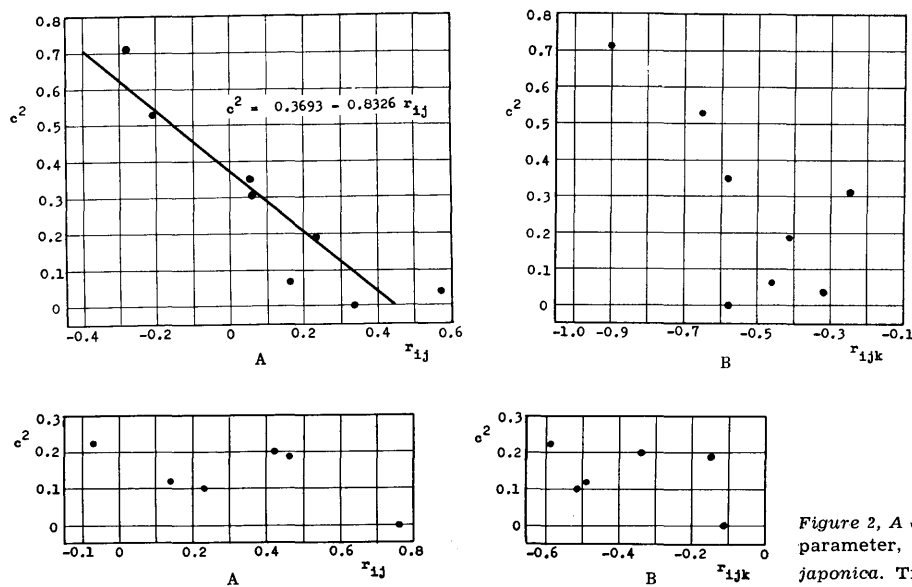 0.8
0.7
0.6
0.5
c²
0.4
0.3
0.2
0.1
0
c² = 0.3693 - 0.8326 r_ij
-0.4 -0.2 0 0.2 0.4 0.6
r_ij
A
0.8
0.7
0.6
c²
0.5
0.4
0.3
0.2
0.1
0
-1.0 -0.9 -0.7 -0.5 -0.3 -0.1
r_ijk
B
0.3
c²
0.2
0.1
0
-0.1 0 0.2 0.4 0.6 0.8
r_ij
A
0.3
c²
0.2
0.1
0
-0.6 -0.4 -0.2 0
r_ijk
B
Figure 2, A
parameter,
japonica.